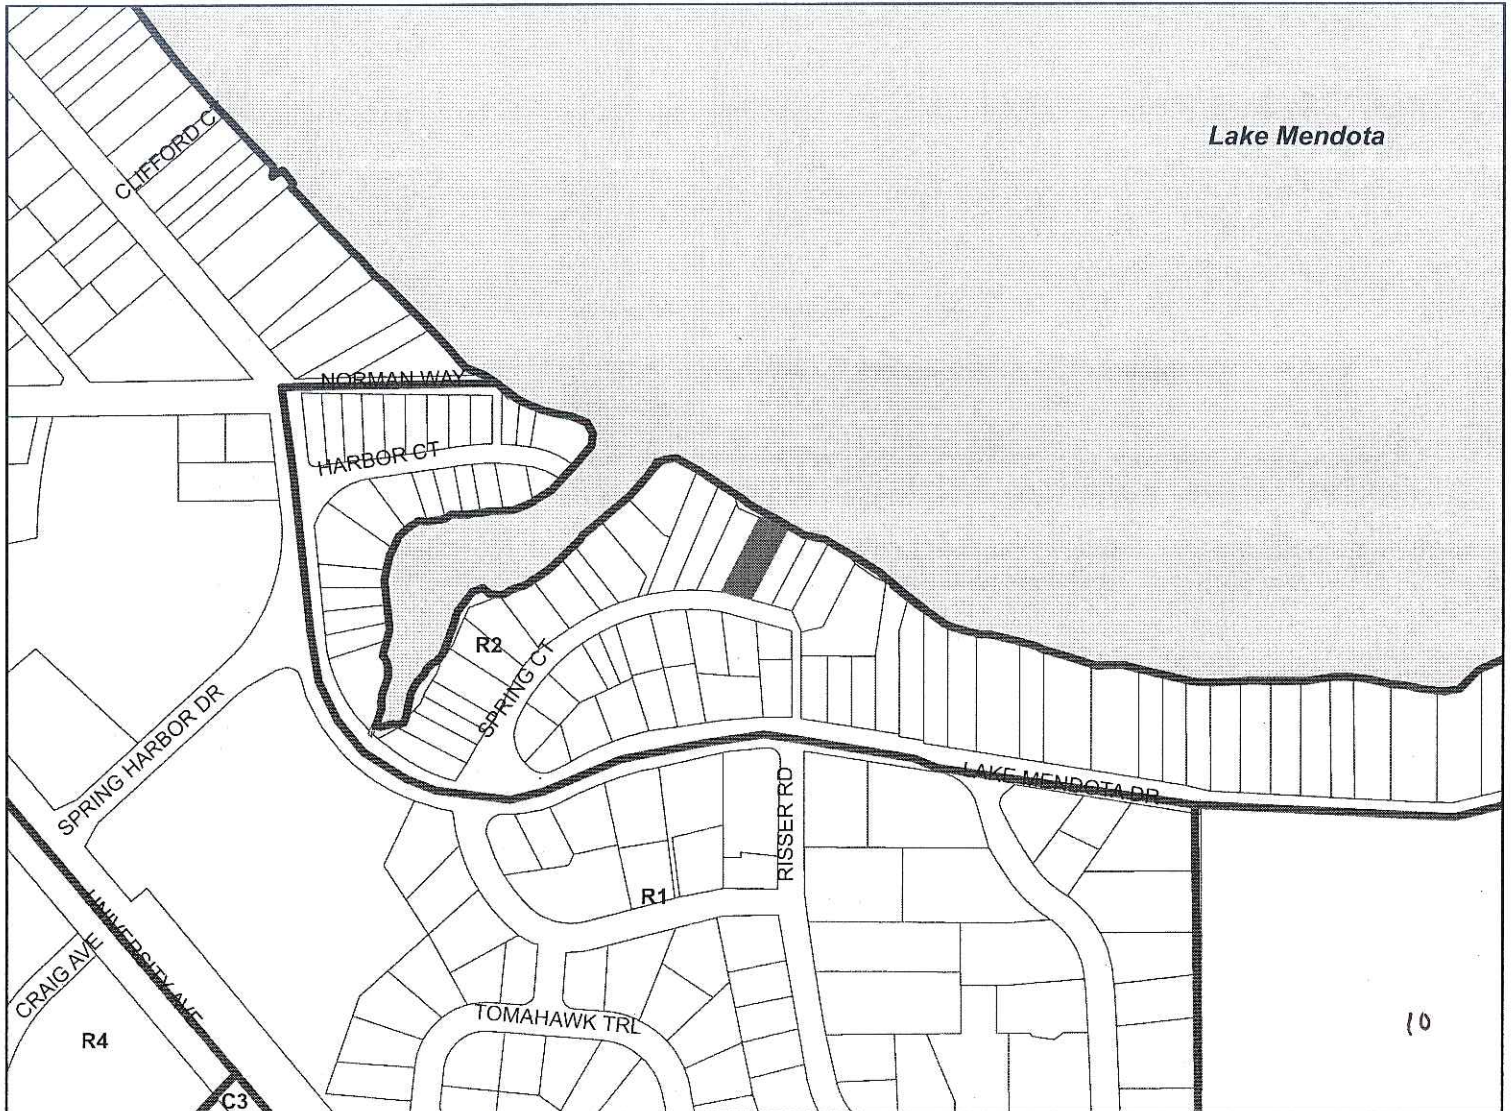 Lake Mendota
CLIFFORD C
NORMAN WAY
HARBOR CT
R2
SPRING CT
SPRING HARBOR DR
LAKE MENDOTA DR
RISSER RD
R1
UNIVERSITY AVE
CRAIG AVE
TOMAHAWK TRL
R4
10
C3